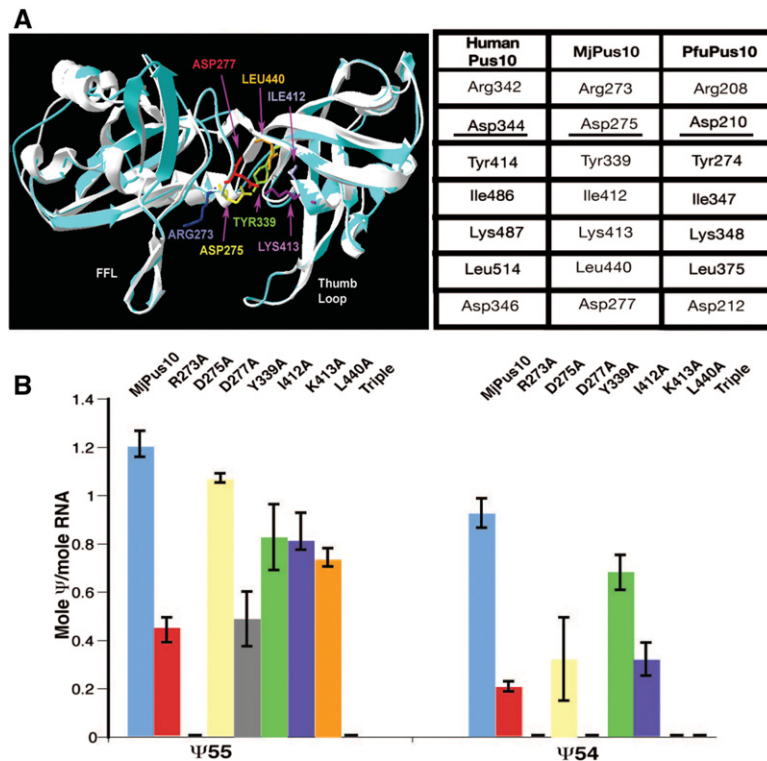 A
ASP277
LEU440
ILE412
ARG273
TYR339
ASP275
LYS413
FFL
Thumb
Loop
Human Pus10 MjPus10 PfuPus10
Arg342 Arg273 Arg208
Asp344 Asp275 Asp210
Tyr414 Tyr339 Tyr274
Ile486 Ile412 Ile347
Lys487 Lys413 Lys348
Leu514 Leu440 Leu375
Asp346 Asp277 Asp212
B
MjPus10 R273A D275A D277A Y339A I412A K413A L440A Triple
MjPus10 R273A D275A D277A Y339A I412A K413A L440A Triple
Mole Ψ/mole RNA
1.4
1.2
1
0.8
0.6
0.4
0.2
0
Ψ55 Ψ54